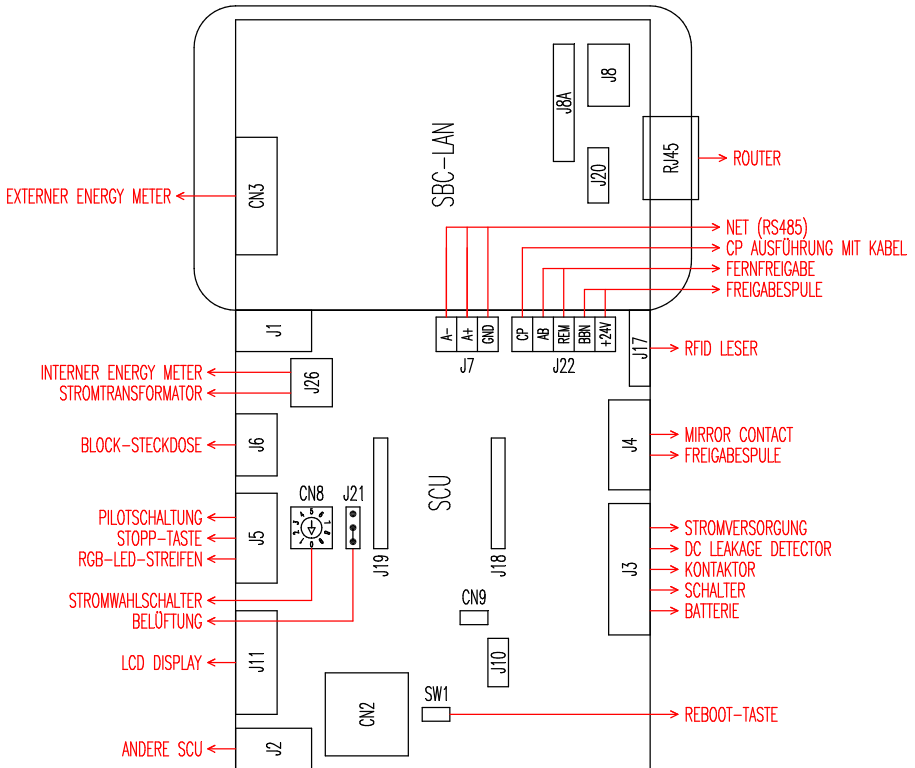 J8
J8A
SBC-LAN
RJ45
ROUTER
J20
CN3
EXTERNER ENERGY METER
NET (RS485)
CP AUSFÜHRUNG MIT KABEL
FERNFREIGABE
FREIGABESPULE
J1
A-
A+
GND
CP
AB
REM
BBN
+24V
J17
RFID LESER
J7
J22
INTERNER ENERGY METER
STROMTRANSFORMATOR
J26
BLOCK-STECKDOSE
J6
J4
MIRROR CONTACT
FREIGABESPULE
SCU
CN8
J21
PILOTSCHALTUNG
STOPP-TASTE
RGB-LED-STREIFEN
J5
J19
J18
J3
STROMVERSORGUNG
DC LEAKAGE DETECTOR
KONTAKTOR
SCHALTER
BATTERIE
STROMWAHLSCHALTER
BELÜFTUNG
CN9
LCD DISPLAY
J11
J10
CN2
SW1
REBOOT-TASTE
ANDERE SCU
J2